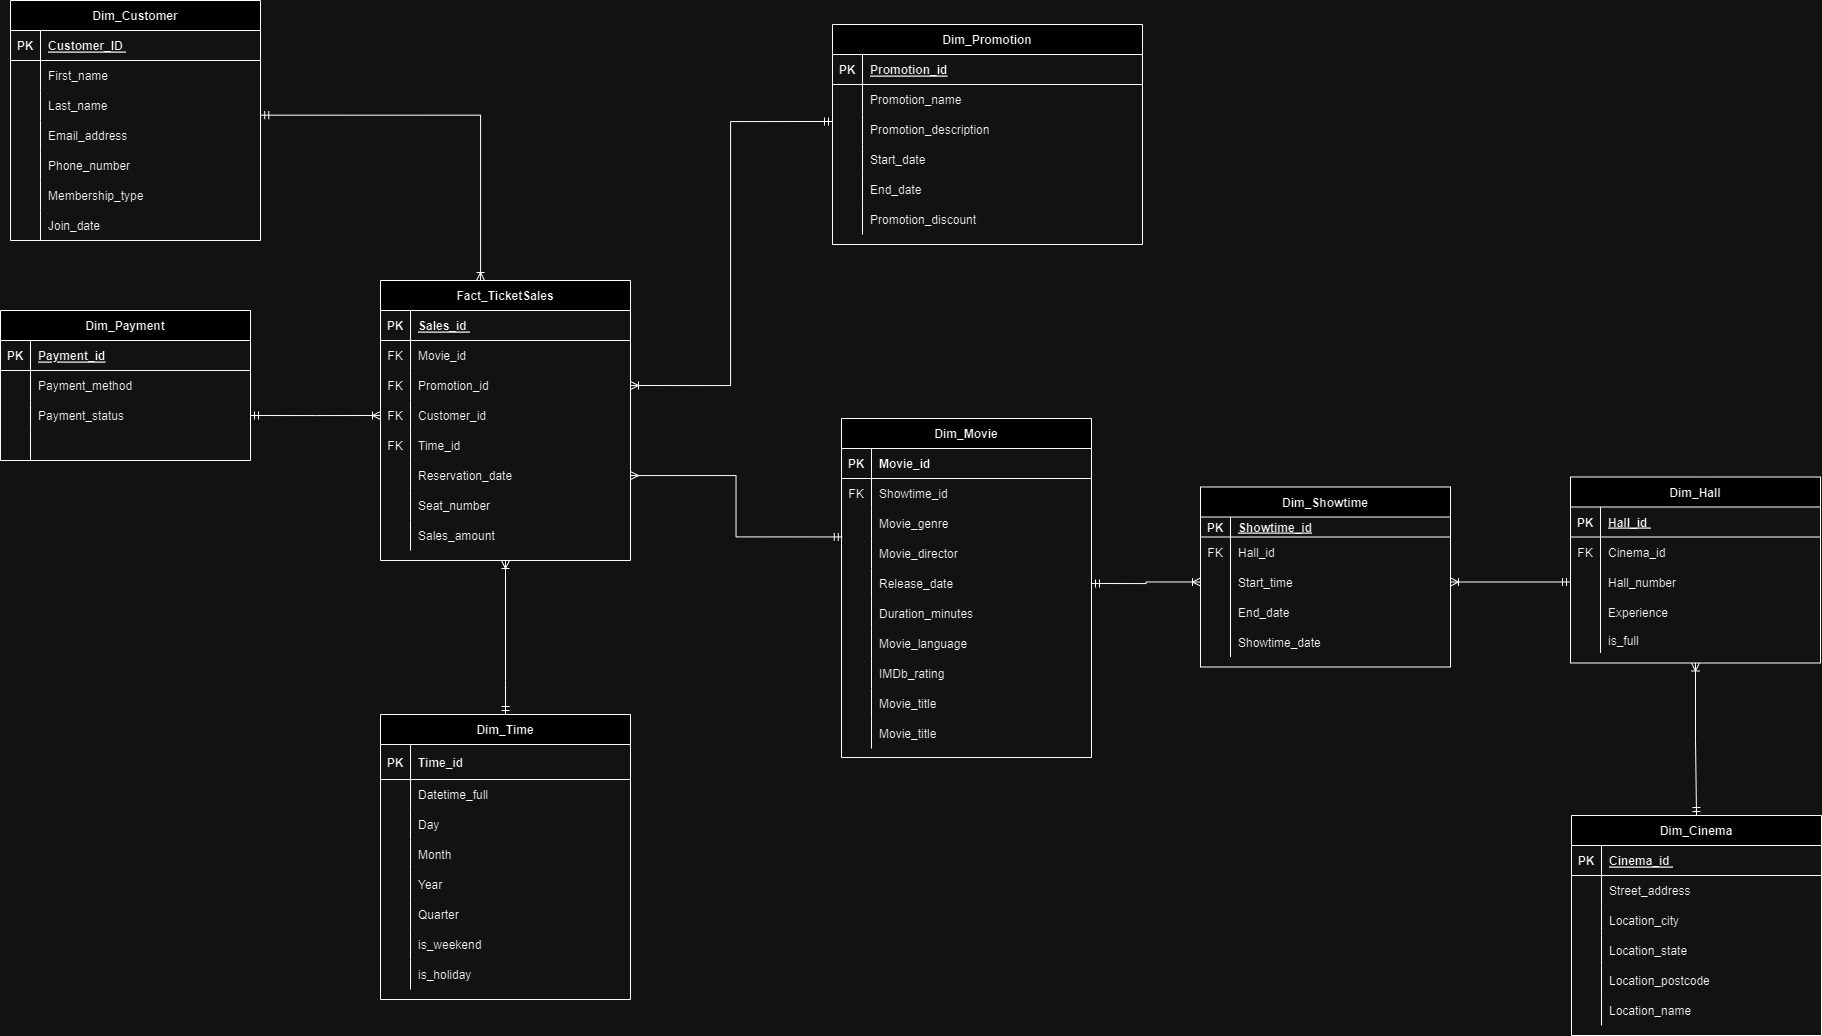 Dim_Customer
PK Customer_ID
First_name
Last_name
Email_address
Phone_number
Membership_type
Join_date
Dim_Promotion
PK Promotion_id
Promotion_name
Promotion_description
Start_date
End_date
Promotion_discount
Dim_Payment
PK Payment_id
Payment_method
Payment_status
Fact_TicketSales
PK Sales_id
FK Movie_id
FK Promotion_id
FK Customer_id
FK Time_id
Reservation_date
Seat_number
Sales_amount
Dim_Movie
PK Movie_id
FK Showtime_id
Movie_genre
Movie_director
Release_date
Duration_minutes
Movie_language
IMDb_rating
Movie_title
Movie_title
Dim_Showtime
PK Showtime_id
FK Hall_id
Start_time
End_date
Showtime_date
Dim_Hall
PK Hall_id
FK Cinema_id
Hall_number
Experience
is_full
Dim_Time
PK Time_id
Datetime_full
Day
Month
Year
Quarter
is_weekend
is_holiday
Dim_Cinema
PK Cinema_id
Street_address
Location_city
Location_state
Location_postcode
Location_name